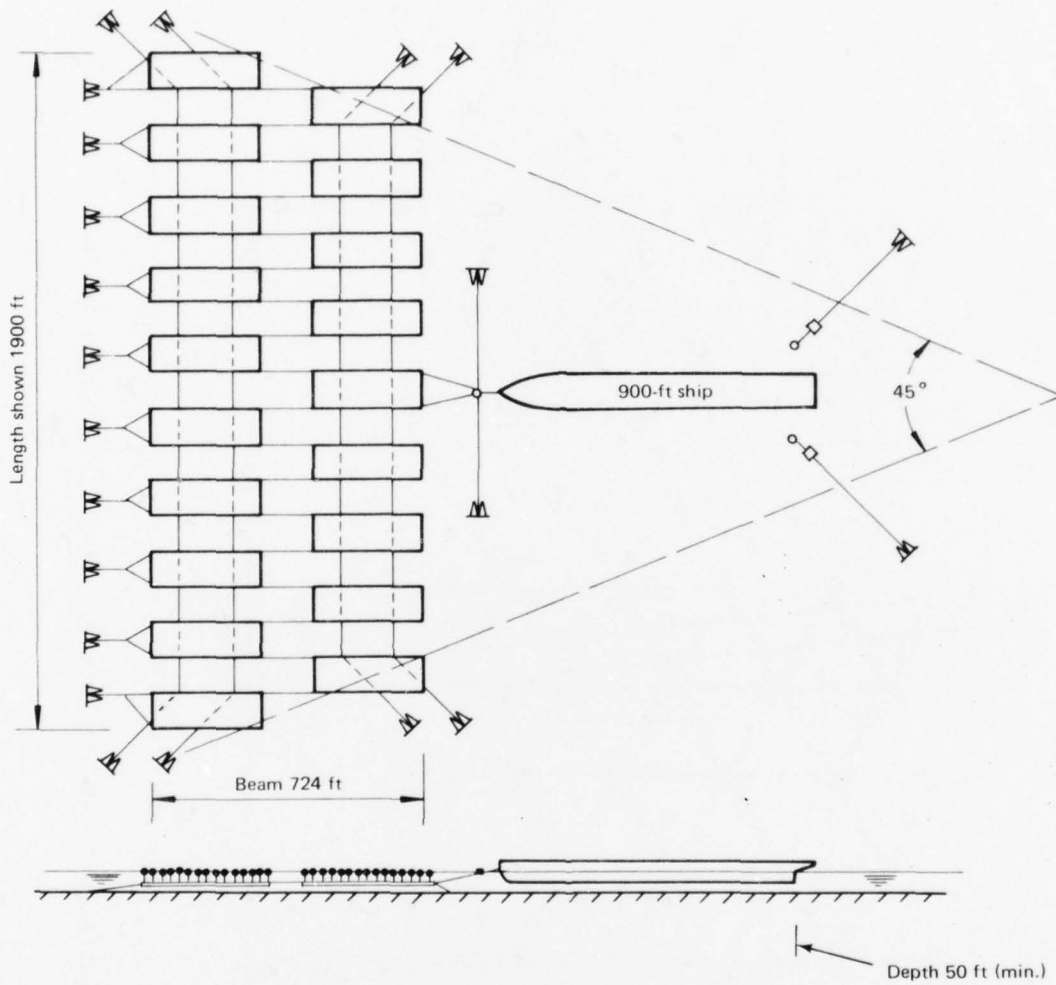 Length shown 1900 ft
900-ft ship
45°
Beam 724 ft
Depth 50 ft (min.)